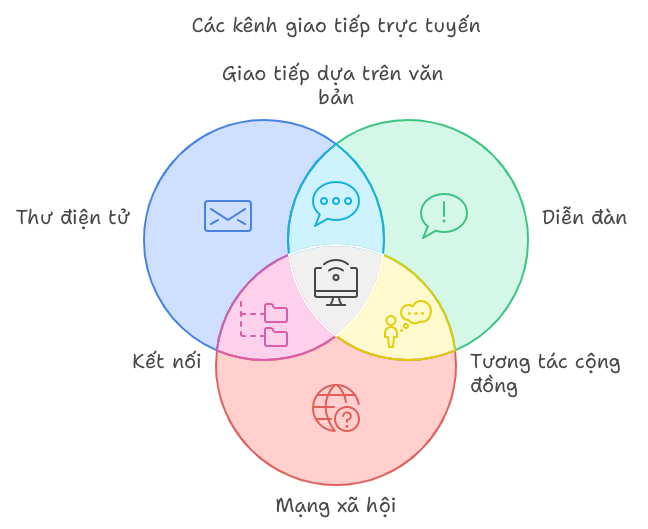 Các kênh giao tiếp trực tuyến
Giao tiếp dựa trên văn
bản
Thư điện tử
Diễn đàn
Kết nối
Tương tác cộng
đồng
Mạng xã hội